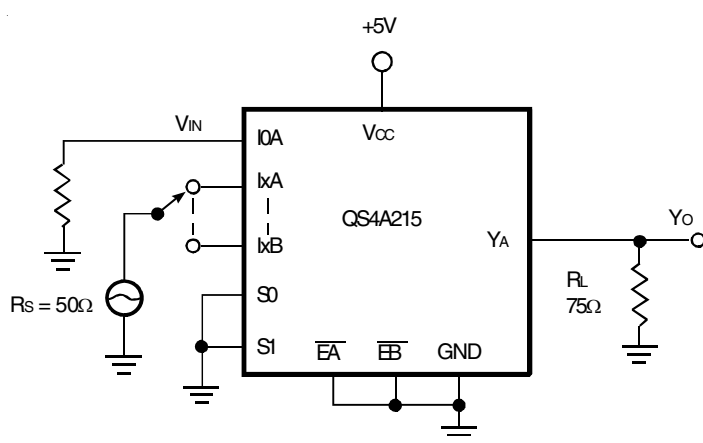 +5V
VIN
I0A
VCC
IxA
QS4A215
IxB
YA
YO
RS = 50Ω
S0
RL
75Ω
S1
EA
EB
GND